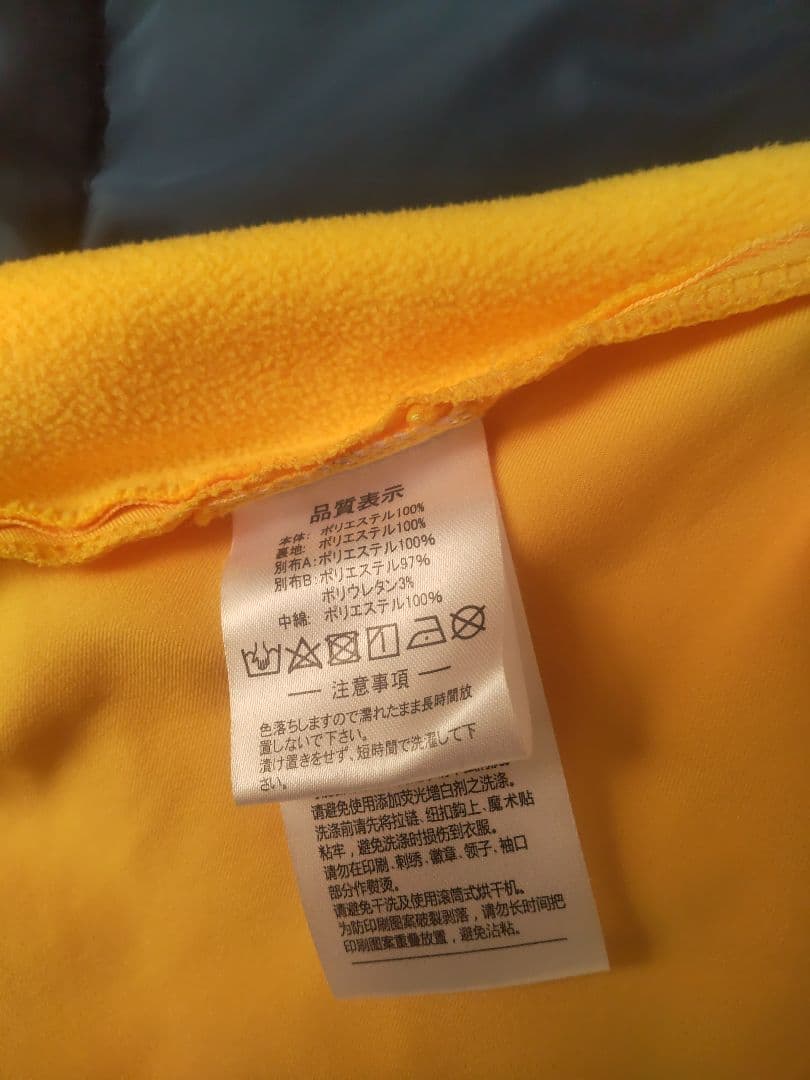 品質表示
本体: ポリエステル100%
裏地: ポリエステル100%
別布A:ポリエステル100%
別布B:ポリエステル97%
ポリウレタン3%
中綿: ポリエステル100%
注意事項
色落ちしますので濡れたまま長時間放
置しないで下さい。
漬け置きをせず、短時間で洗濯して下
さい。
请避免使用添加荧光增白剂之洗涤。
洗涤前请先将拉链、纽扣鈎上、魔术贴
粘牢，避免洗涤时损伤到衣服。
请勿在印刷、刺绣、徽章、领子、袖口
部分作熨烫。
请避免干洗及使用滚筒式烘干机。
为防印刷图案破裂剥落，请勿长时间把
印刷图案重叠放置，避免沾粘。